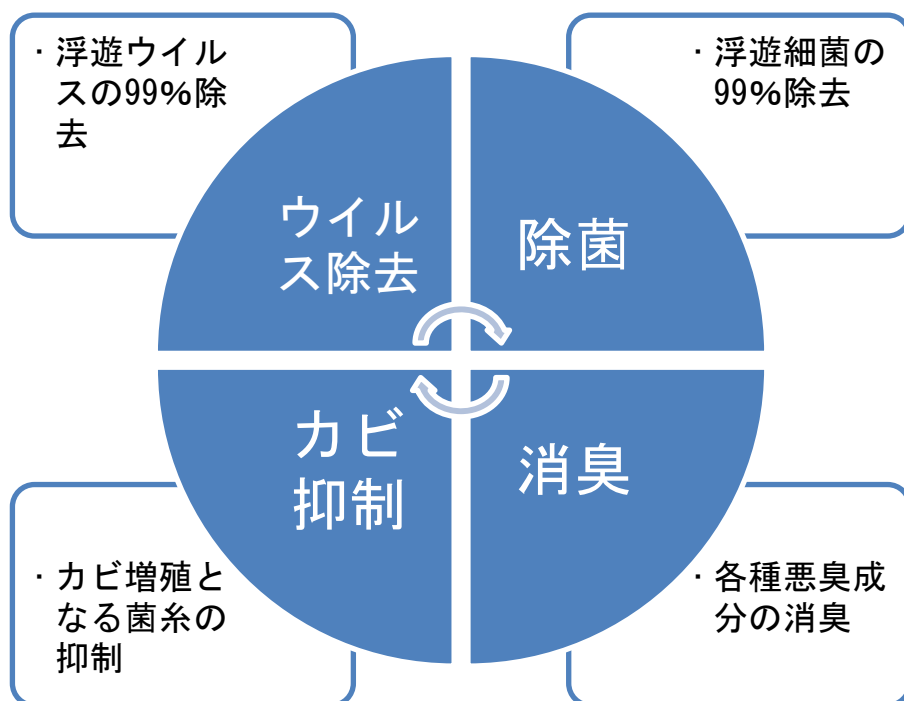 ・浮遊ウイル
スの99%除
去
・浮遊細菌の
99%除去
ウイル
ス除去
除菌
カビ
抑制
消臭
・カビ増殖と
なる菌糸の
抑制
・各種悪臭成
分の消臭